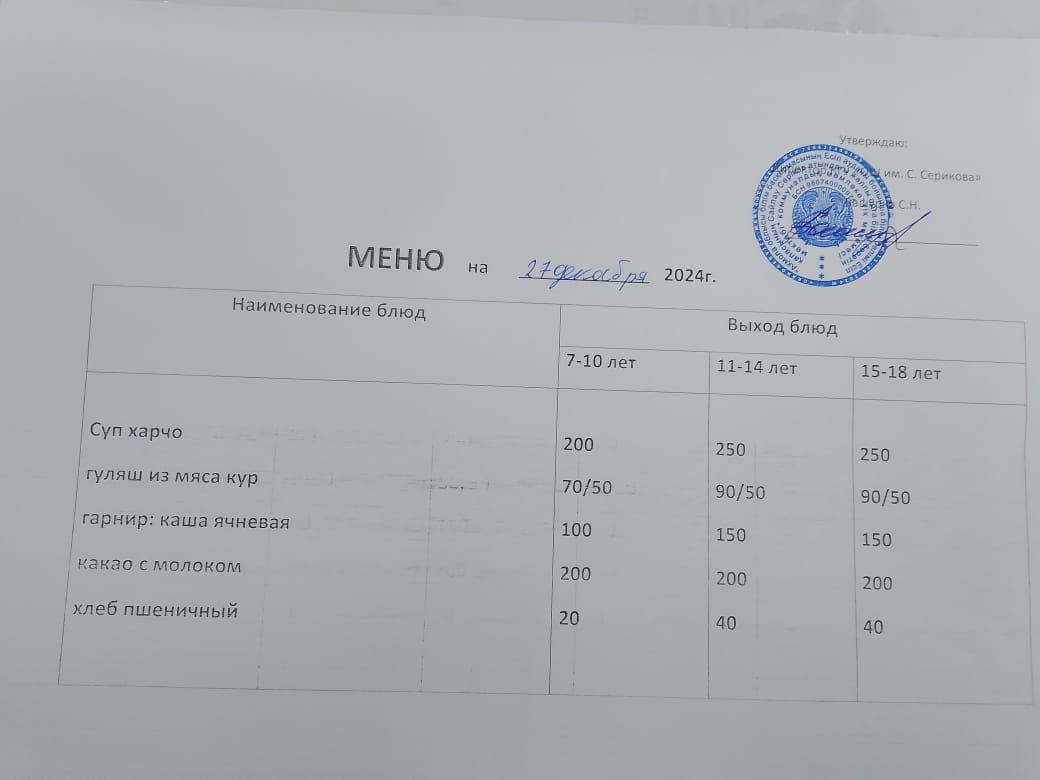 Утверждаю:
им. С. Серикова»
С.Н.
МЕНЮ на 27 декабря 2024г.
Наименование блюд
Выход блюд
7-10 лет 11-14 лет 15-18 лет
Суп харчо 200 250 250
гуляш из мяса кур 70/50 90/50 90/50
гарнир: каша ячневая 100 150 150
какао с молоком 200 200 200
хлеб пшеничный 20 40 40